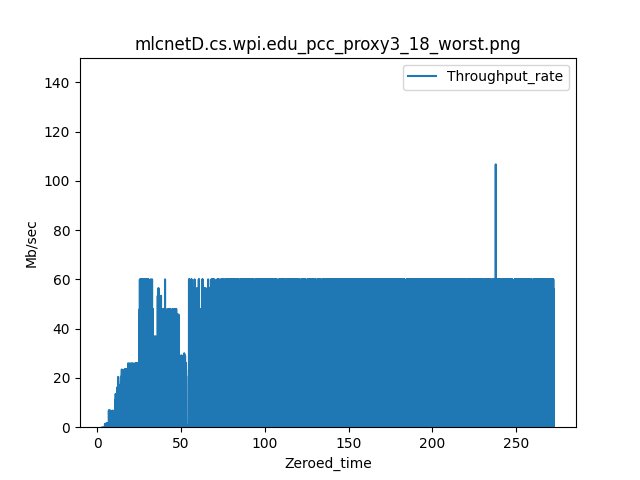 mlcnetD.cs.wpi.edu_pcc_proxy3_18_worst.png
Throughput_rate
140
120
100
80
60
40
20
0
Mb/sec
0 50 100 150 200 250
Zeroed_time